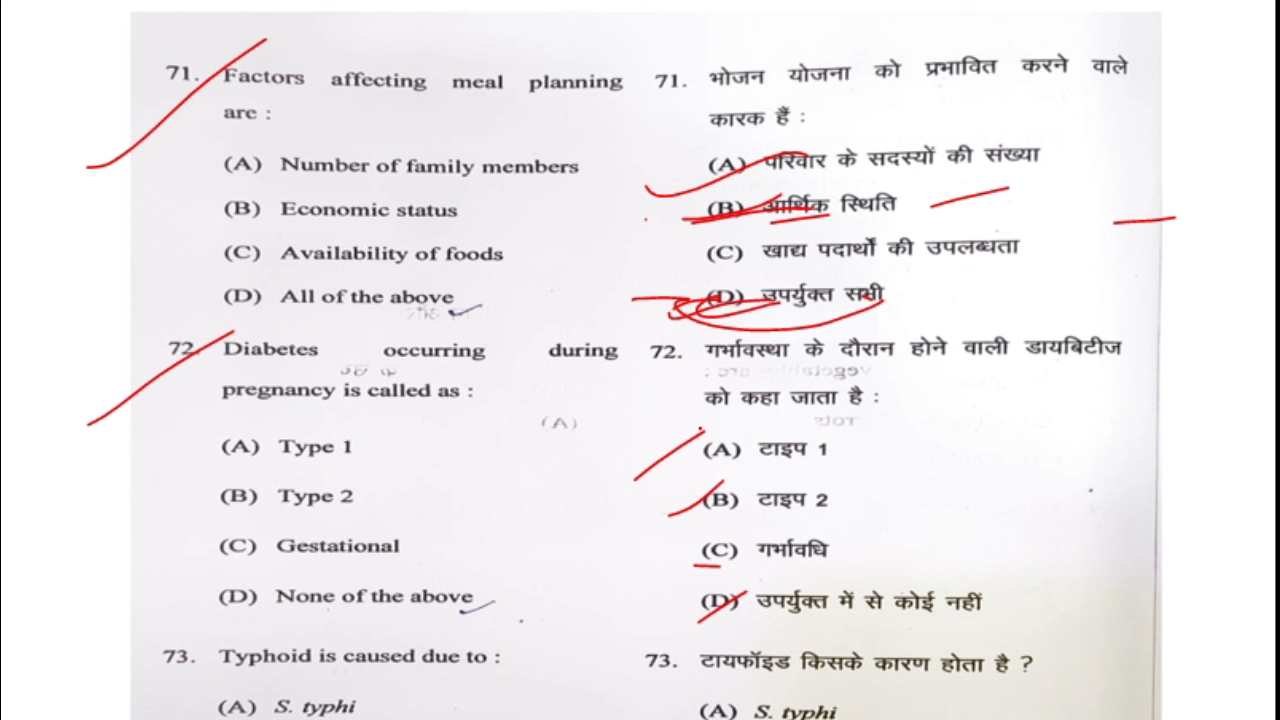 71. Factors affecting meal planning
are :
(A) Number of family members
(B) Economic status
(C) Availability of foods
(D) All of the above
72. Diabetes occurring during
pregnancy is called as :
(A) Type 1
(B) Type 2
(C) Gestational
(D) None of the above
73. Typhoid is caused due to :
(A) S. typhi
71. भोजन योजना को प्रभावित करने वाले
कारक हैं :
(A) परिवार के सदस्यों की संख्या
(B) आर्थिक स्थिति
(C) खाद्य पदार्थों की उपलब्धता
(D) उपर्युक्त सभी
72. गर्भावस्था के दौरान होने वाली डायबिटीज
को कहा जाता है :
(A) टाइप 1
(B) टाइप 2
(C) गर्भावधि
(D) उपर्युक्त में से कोई नहीं
73. टायफॉइड किसके कारण होता है ?
(A) S. typhi